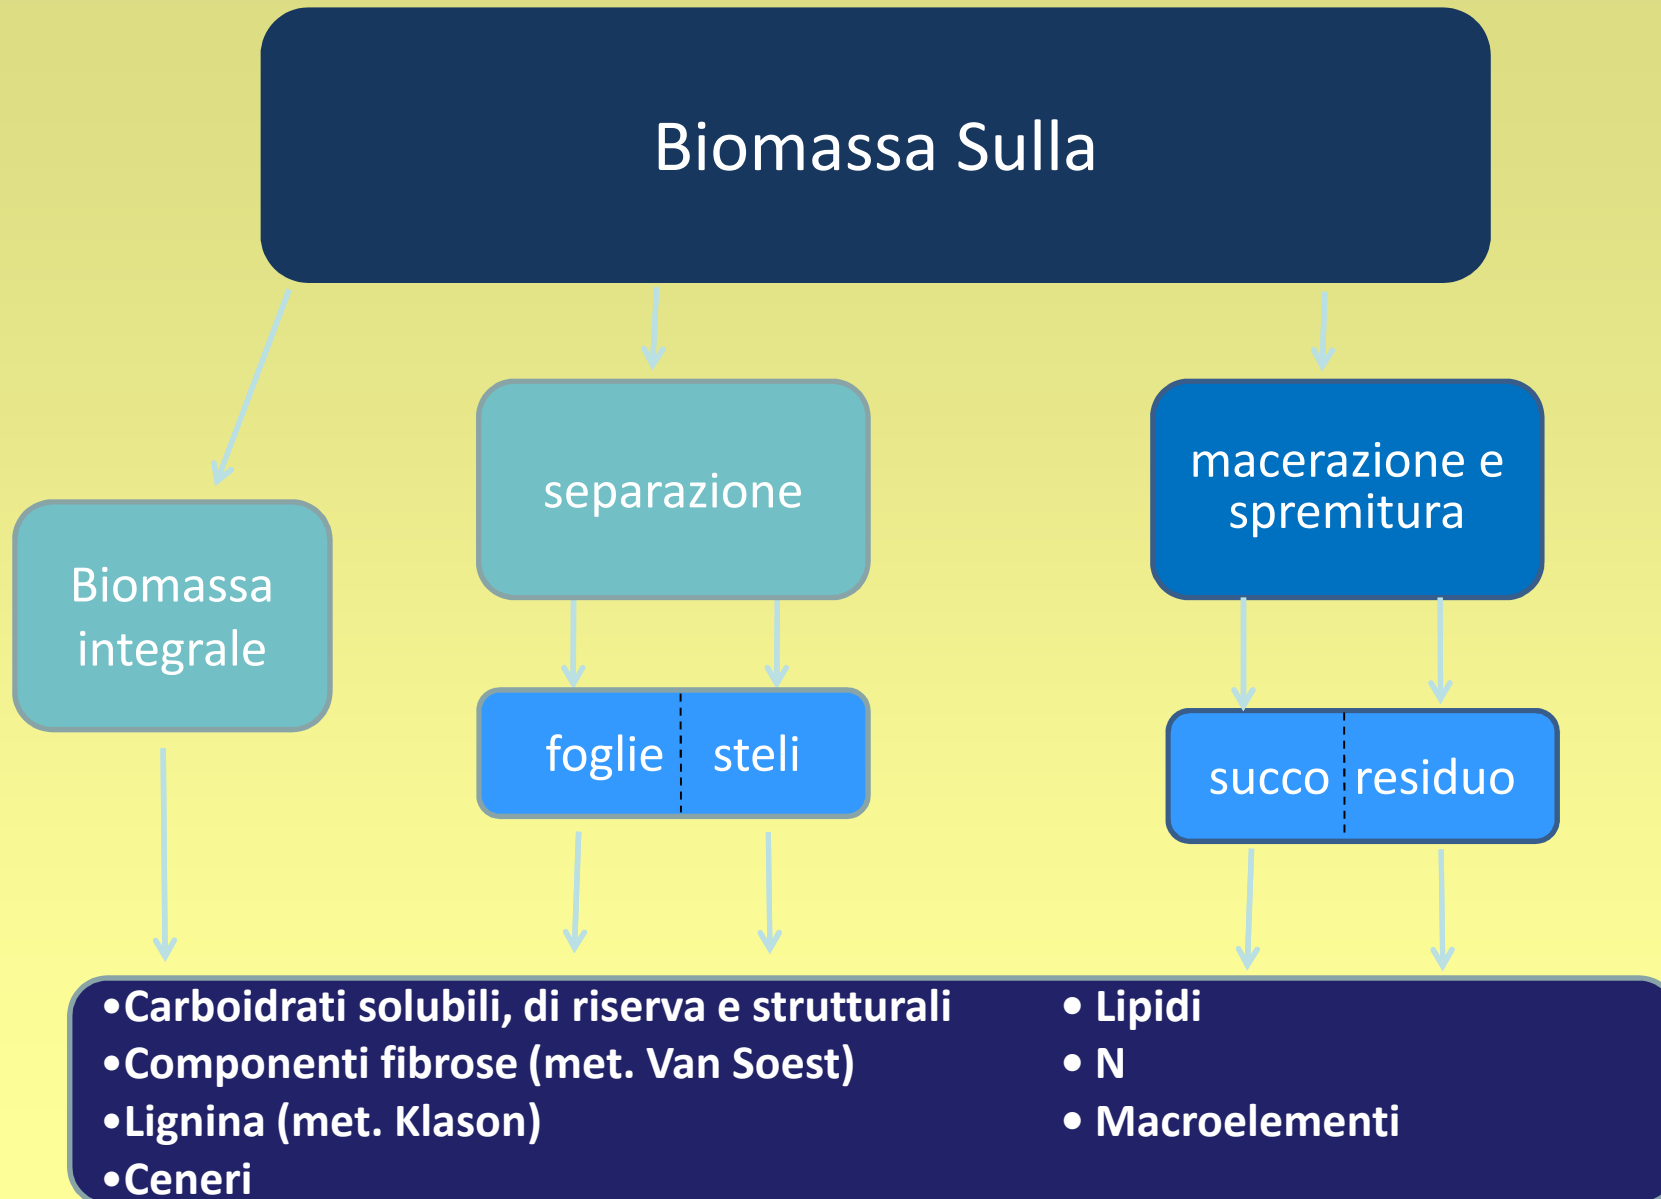 Biomassa Sulla
separazione
macerazione e
spremitura
Biomassa
integrale
foglie steli
succo residuo
•Carboidrati solubili, di riserva e strutturali
•Componenti fibrose (met. Van Soest)
•Lignina (met. Klason)
•Ceneri
• Lipidi
• N
• Macroelementi